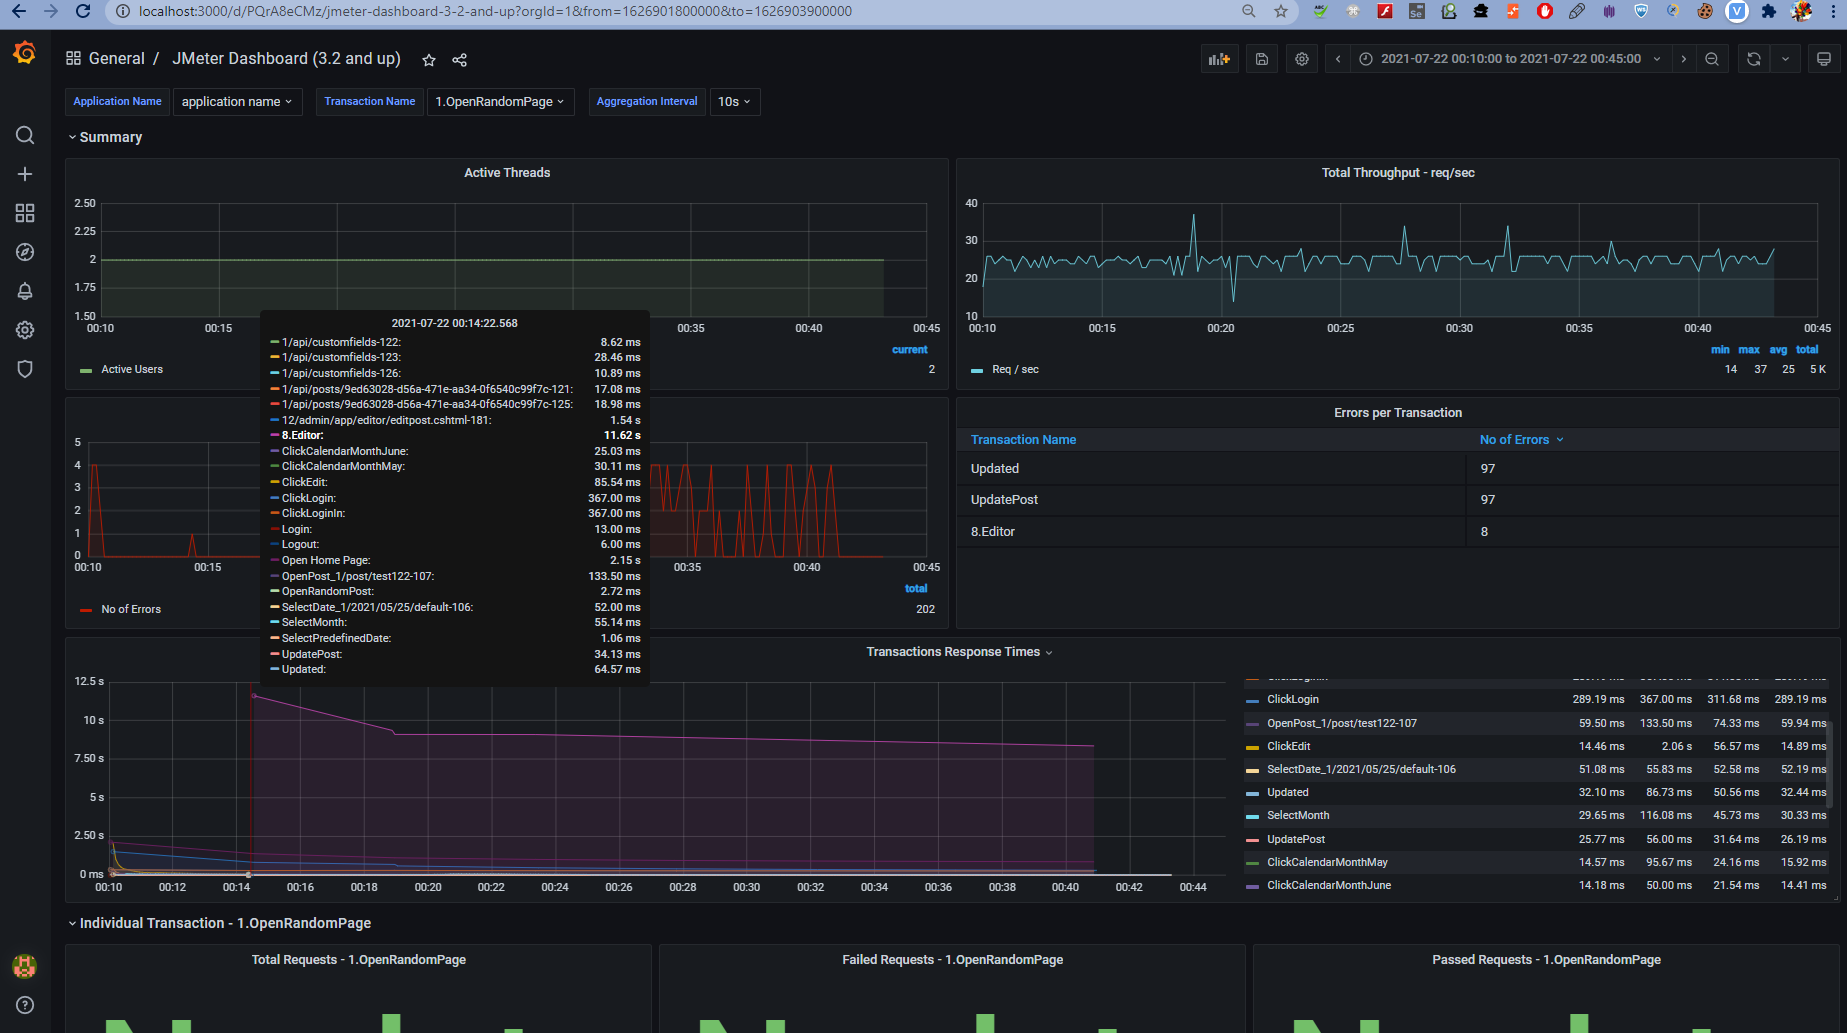 localhost:3000/d/PQrA8eCMz/jmeter-dashboard-3-2-and-up?orgId=1&from=1626901800000&to=1626903900000
General / JMeter Dashboard (3.2 and up)
2021-07-22 00:10:00 to 2021-07-22 00:45:00
Application Name application name Transaction Name 1.OpenRandomPage Aggregation Interval 10s
Summary
Active Threads
2.50
2.25
2
1.75
1.50
00:10 00:15 00:35 00:40 00:45
current
Active Users 2
Total Throughput - req/sec
40
30
20
10
00:10 00:15 00:20 00:25 00:30 00:35 00:40 00:45
min max avg total
Req / sec 14 37 25 5 K
2021-07-22 00:14:22.568
1/api/customfields-122: 8.62 ms
1/api/customfields-123: 28.46 ms
1/api/customfields-126: 10.89 ms
1/api/posts/9ed63028-d56a-471e-aa34-0f6540c99f7c-121: 17.08 ms
1/api/posts/9ed63028-d56a-471e-aa34-0f6540c99f7c-125: 18.98 ms
12/admin/app/editor/editpost.cshtml-181: 1.54 s
8.Editor: 11.62 s
ClickCalendarMonthJune: 25.03 ms
ClickCalendarMonthMay: 30.11 ms
ClickEdit: 85.54 ms
ClickLogin: 367.00 ms
ClickLoginIn: 367.00 ms
Login: 13.00 ms
Logout: 6.00 ms
Open Home Page: 2.15 s
OpenPost_1/post/test122-107: 133.50 ms
OpenRandomPost: 2.72 ms
SelectDate_1/2021/05/25/default-106: 52.00 ms
SelectMonth: 55.14 ms
SelectPredefinedDate: 1.06 ms
UpdatePost: 34.13 ms
Updated: 64.57 ms
5
4
3
2
1
0
00:10 00:15 00:35 00:40 00:45
total
No of Errors 202
Errors per Transaction
Transaction Name No of Errors
Updated 97
UpdatePost 97
8.Editor 8
Transactions Response Times
12.5 s
10 s
7.50 s
5 s
2.50 s
0 ms
00:10 00:12 00:14 00:16 00:18 00:20 00:22 00:24 00:26 00:28 00:30 00:32 00:34 00:36 00:38 00:40 00:42 00:44
ClickLogin 289.19 ms 367.00 ms 311.68 ms 289.19 ms
OpenPost_1/post/test122-107 59.50 ms 133.50 ms 74.33 ms 59.94 ms
ClickEdit 14.46 ms 2.06 s 56.57 ms 14.89 ms
SelectDate_1/2021/05/25/default-106 51.08 ms 55.83 ms 52.58 ms 52.19 ms
Updated 32.10 ms 86.73 ms 50.56 ms 32.44 ms
SelectMonth 29.65 ms 116.08 ms 45.73 ms 30.33 ms
UpdatePost 25.77 ms 56.00 ms 31.64 ms 26.19 ms
ClickCalendarMonthMay 14.57 ms 95.67 ms 24.16 ms 15.92 ms
ClickCalendarMonthJune 14.18 ms 50.00 ms 21.54 ms 14.41 ms
Individual Transaction - 1.OpenRandomPage
Total Requests - 1.OpenRandomPage
Failed Requests - 1.OpenRandomPage
Passed Requests - 1.OpenRandomPage